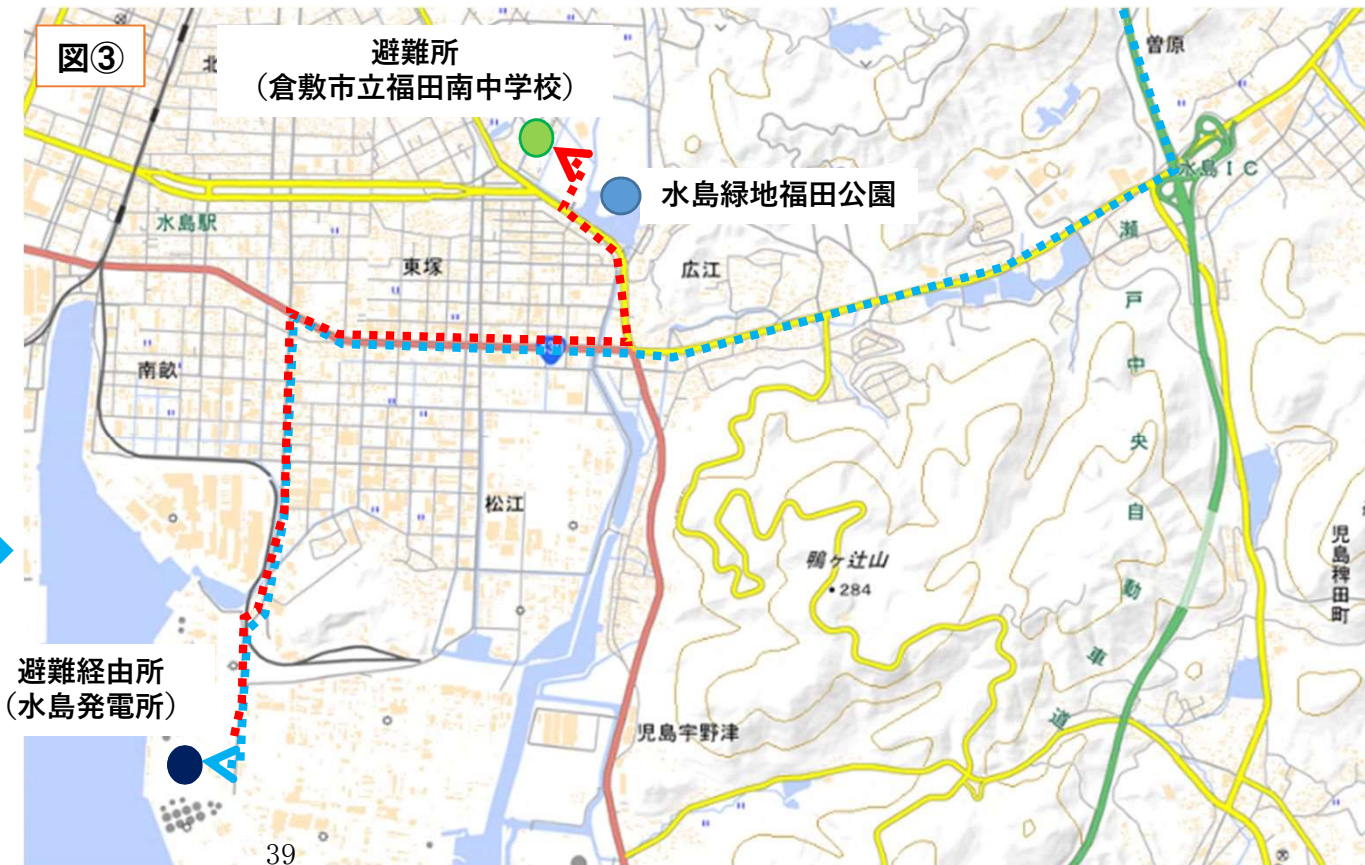 図③
北
避難所
（倉敷市立福田南中学校）
曽原
水島IC
水島緑地福田公園
水島駅
東塚
広江
瀬戸中央自動車道
南畝
松江
鴨ヶ辻山
・284
児島稗田町
避難経由所
（水島発電所）
児島宇野津
39